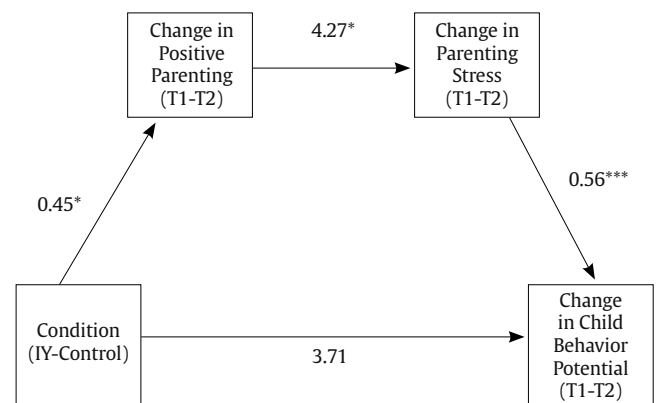 Change in
Positive
Parenting
(T1-T2)
4.27*
Change in
Parenting
Stress
(T1-T2)
0.45*
0.56***
Condition
(IY-Control)
3.71
Change
in Child
Behavior
Potential
(T1-T2)